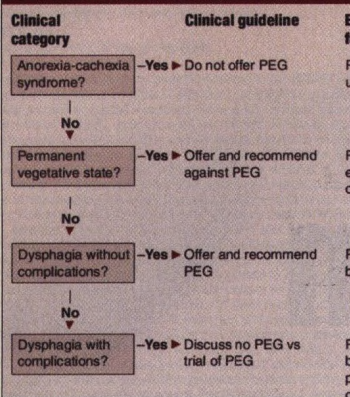 Clinical category
Clinical guideline
Anorexia-cachexia syndrome?
–Yes ▶ Do not offer PEG
No
Permanent vegetative state?
–Yes ▶ Offer and recommend against PEG
No
Dysphagia without complications?
–Yes ▶ Offer and recommend PEG
No
Dysphagia with complications?
–Yes ▶ Discuss no PEG vs trial of PEG